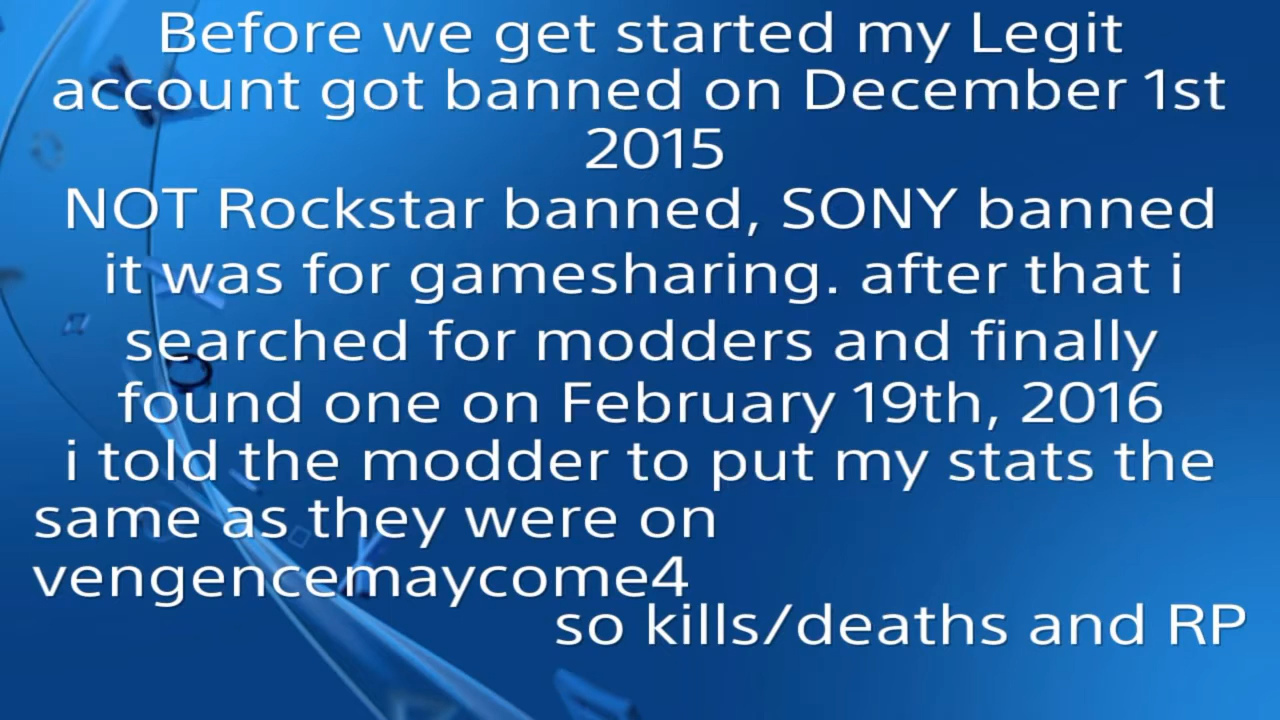 Before we get started my Legit
account got banned on December 1st
2015
NOT Rockstar banned, SONY banned
it was for gamesharing. after that i
searched for modders and finally
found one on February 19th, 2016
i told the modder to put my stats the
same as they were on
vengencemaycome4
so kills/deaths and RP